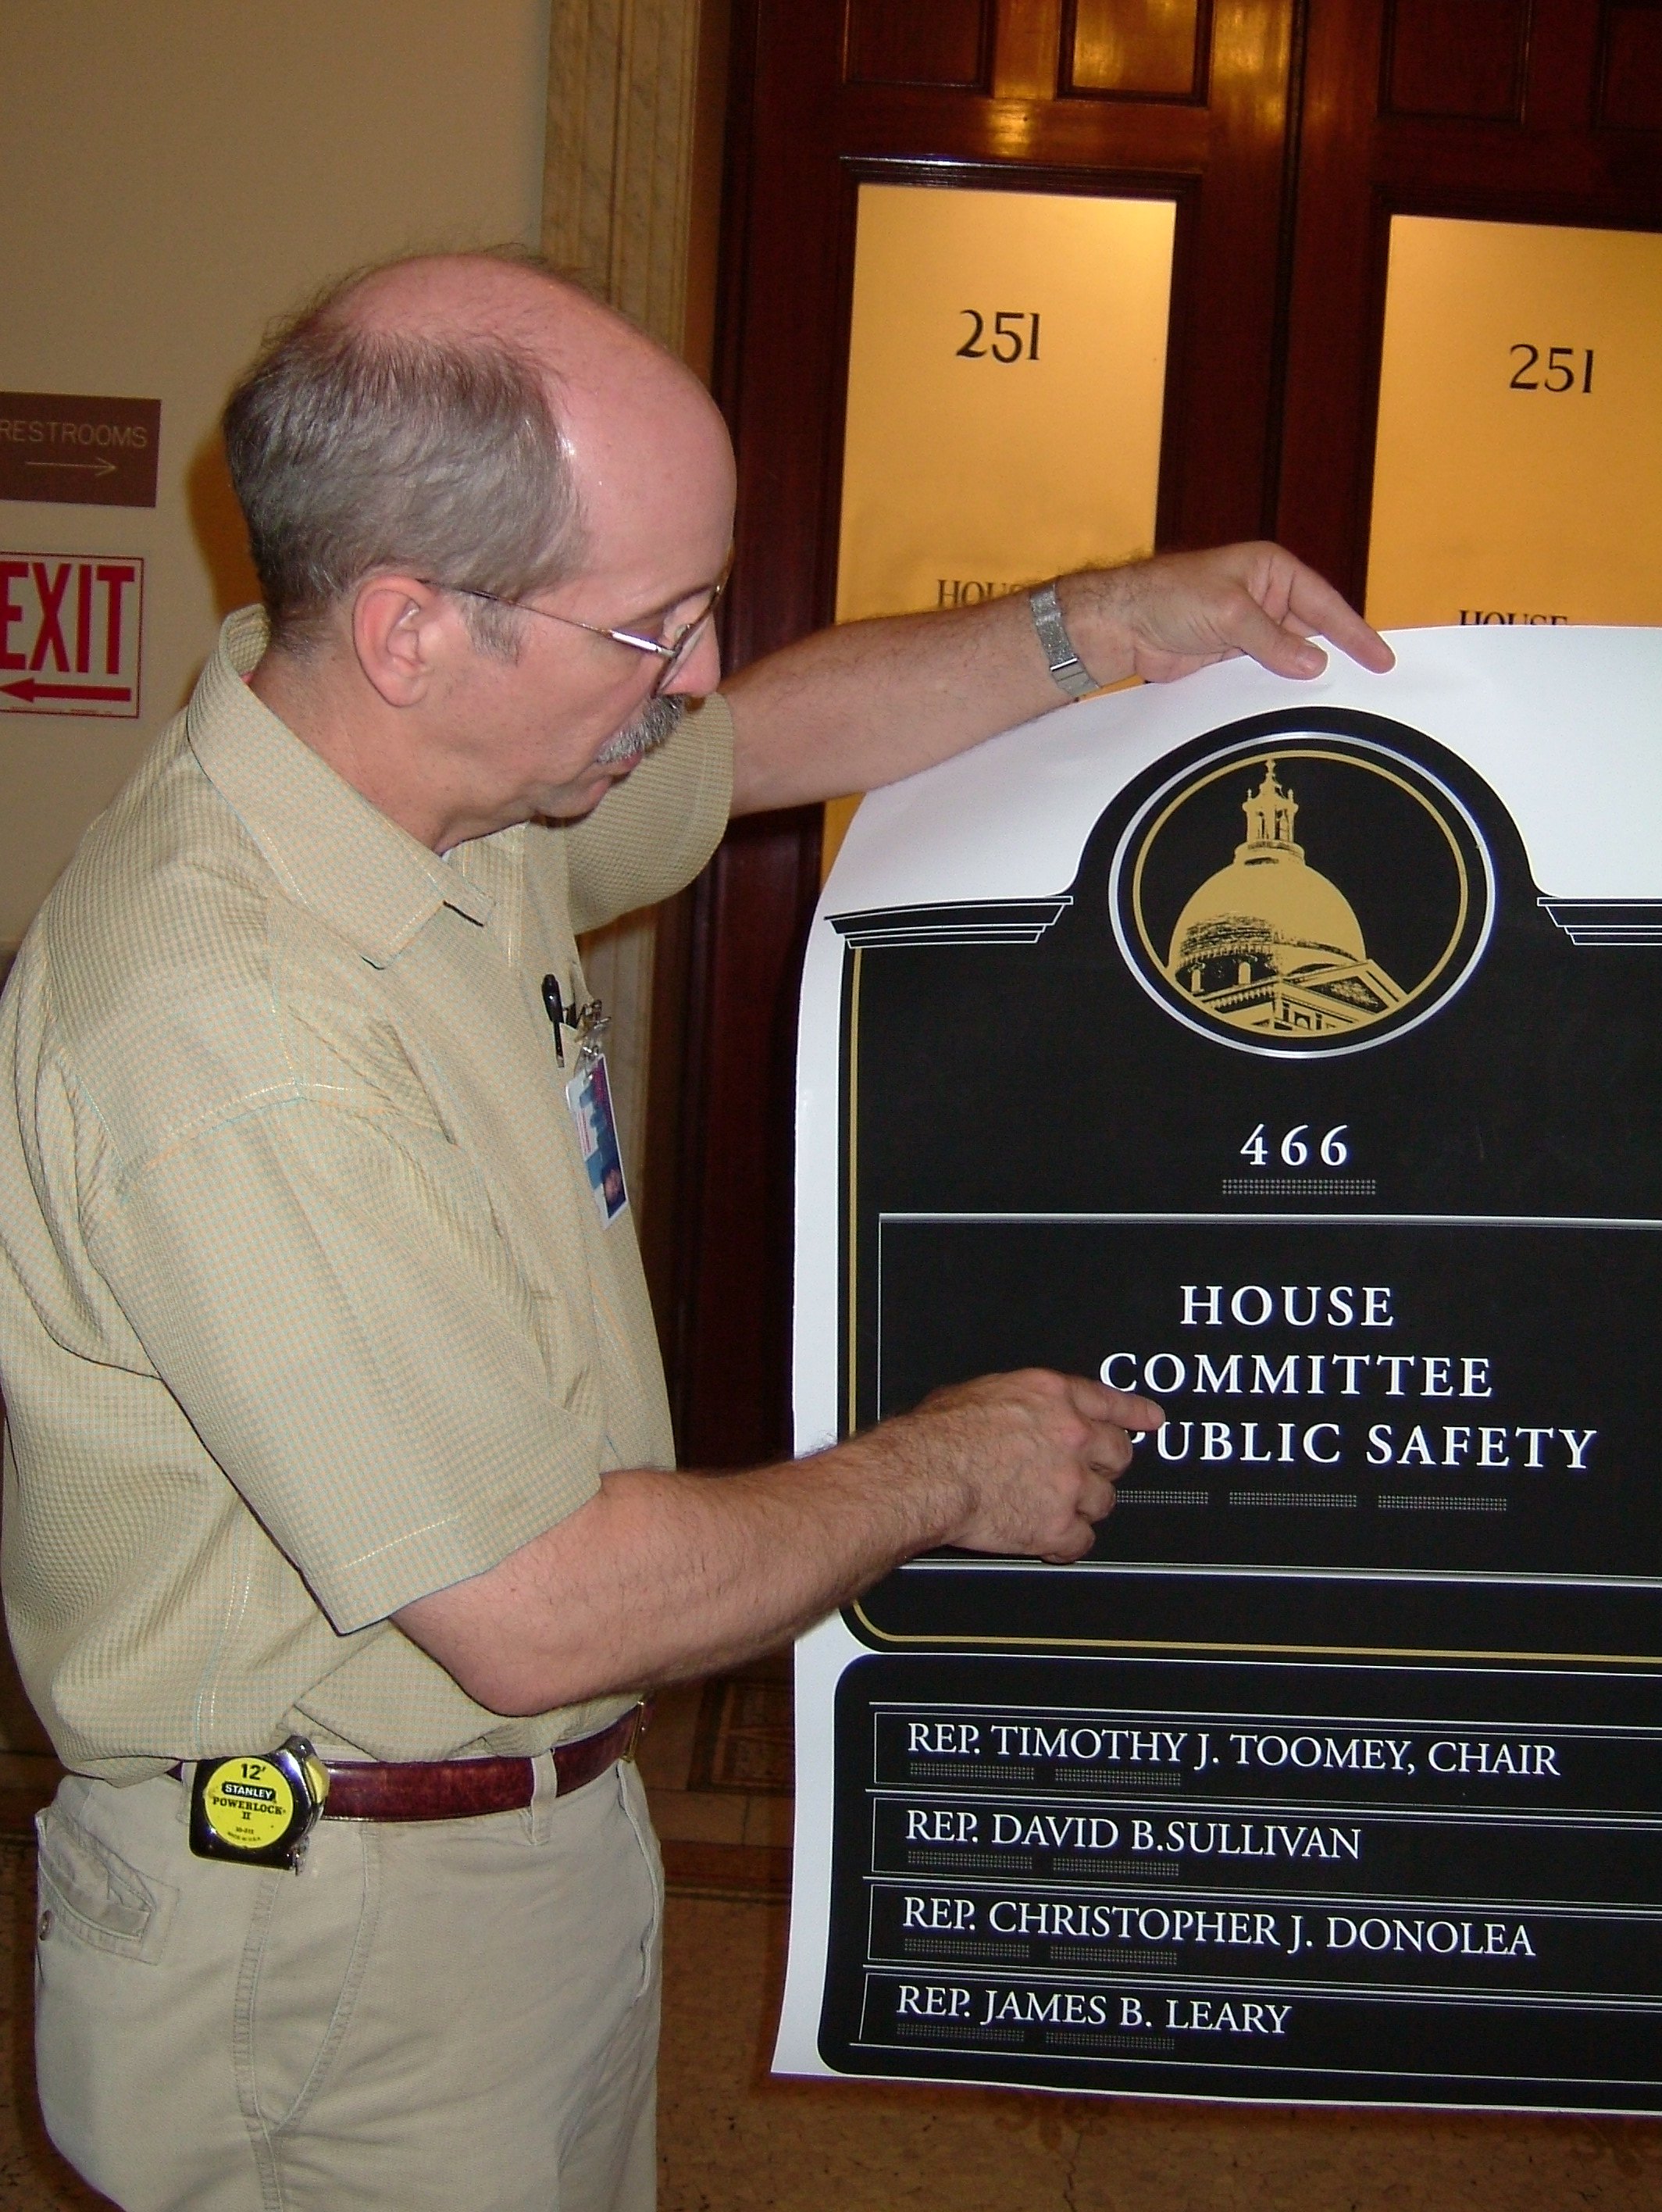 251
251
RESTROOMS
EXIT
HOUSE
466
HOUSE
COMMITTEE
PUBLIC SAFETY
REP. TIMOTHY J. TOOMEY, CHAIR
REP. DAVID B.SULLIVAN
REP. CHRISTOPHER J. DONOLEA
REP. JAMES B. LEARY
12'
STANLEY
POWERLOCK
II